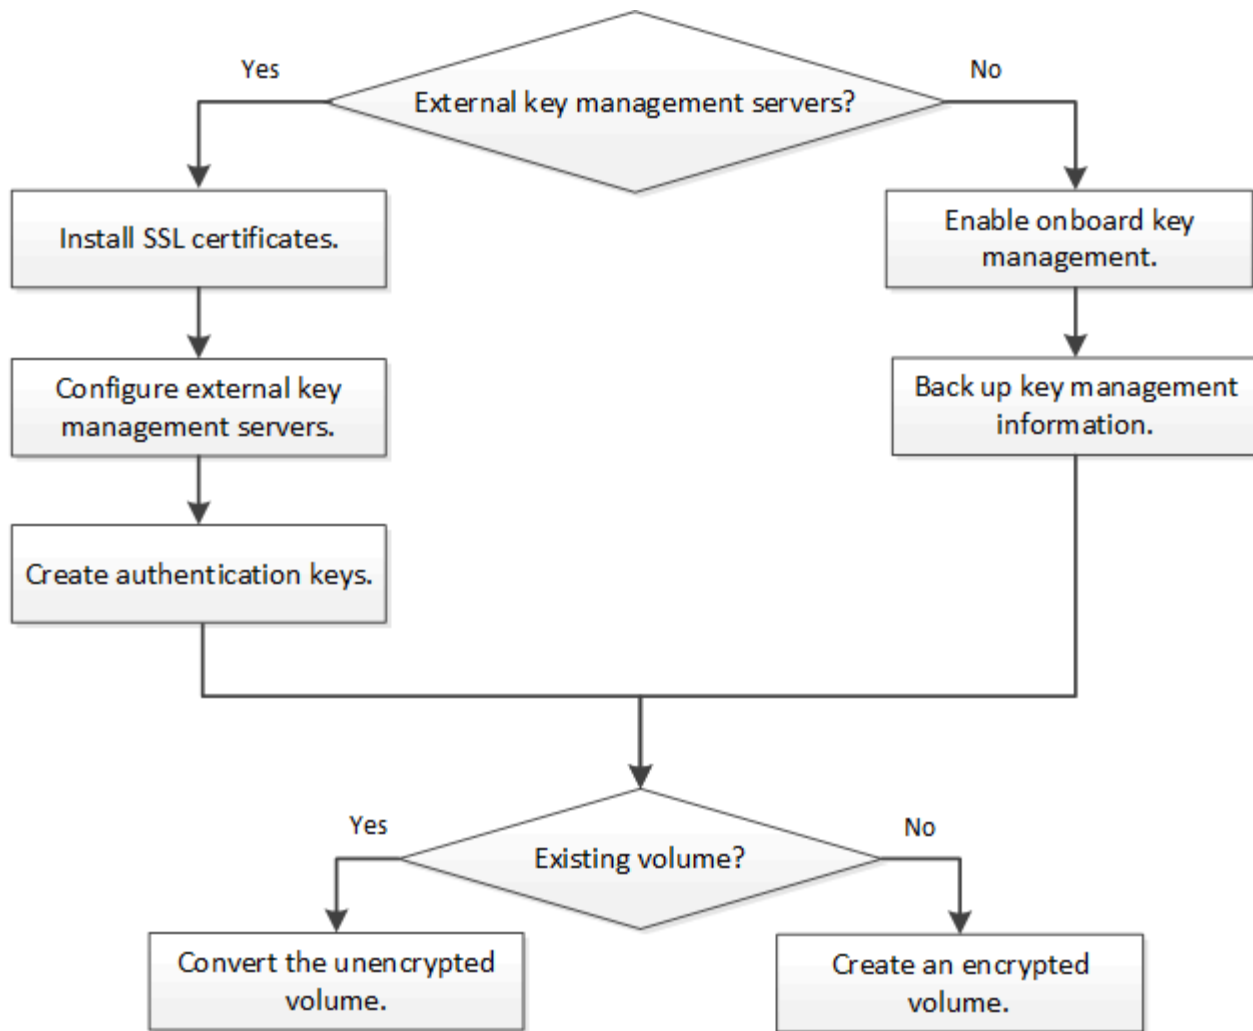 External key management servers?
Yes
No
Install SSL certificates.
Enable onboard key
management.
Configure external key
management servers.
Back up key management
information.
Create authentication keys.
Existing volume?
Yes
No
Convert the unencrypted
volume.
Create an encrypted
volume.